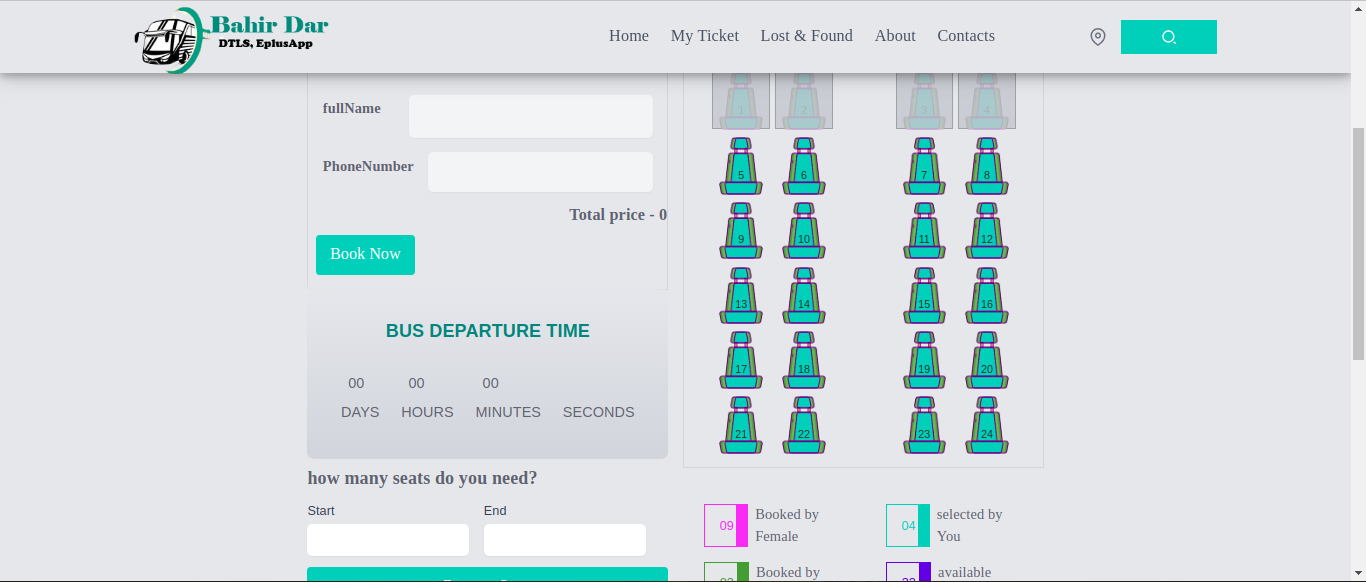 Bahir Dar
DTLS, EplusApp
Home My Ticket Lost & Found About Contacts
fullName
PhoneNumber
Total price - 0
Book Now
BUS DEPARTURE TIME
00 00 00
DAYS HOURS MINUTES SECONDS
how many seats do you need?
Start End
1 2 3 4
5 6 7 8
9 10 11 12
13 14 15 16
17 18 19 20
21 22 23 24
09 Booked by
Female
04 selected by
You
Booked by
available